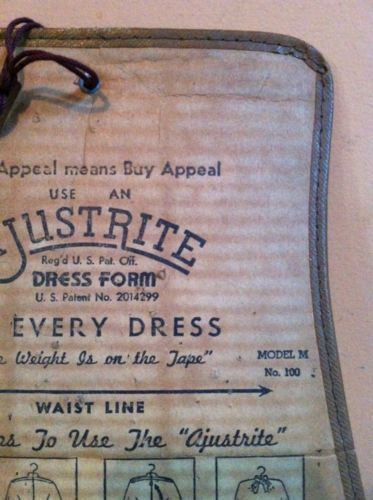 Appeal means Buy Appeal
USE AN
AJUSTRITE
Reg'd U. S. Pat. Off.
DRESS FORM
U. S. Patent No. 2014299
EVERY DRESS
Weight Is on the Tape"
MODEL M
No. 100
WAIST LINE
To Use The "Ajustrite"